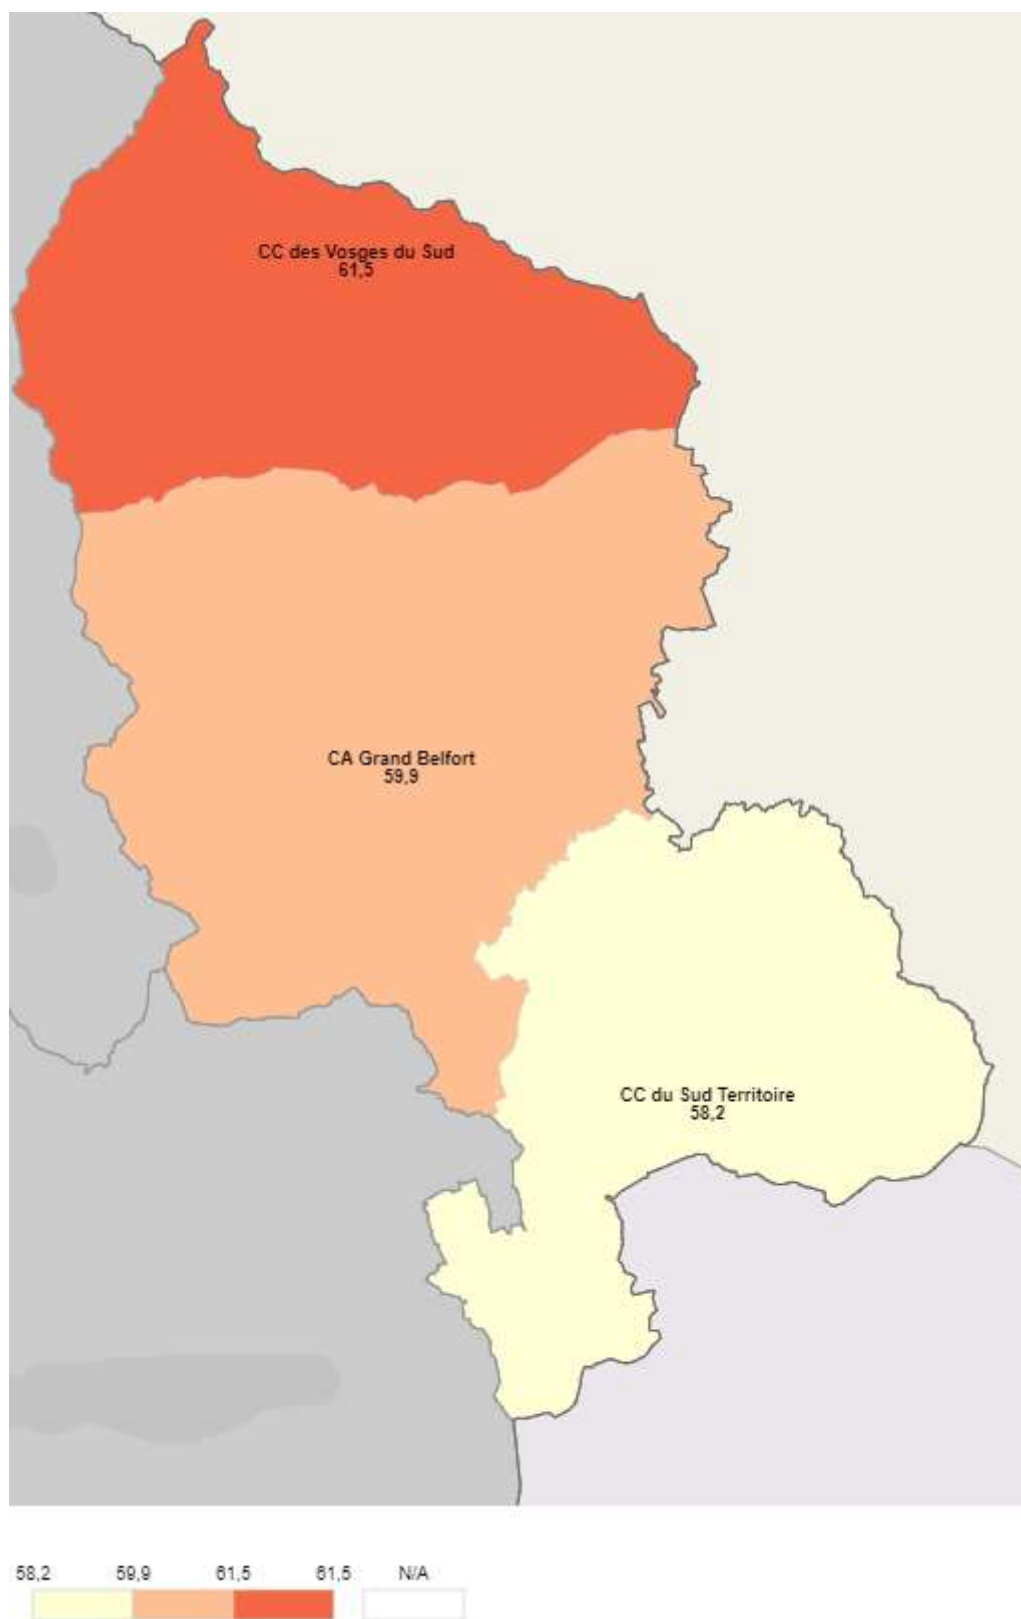 CC des Vosges du Sud
61,5
CA Grand Belfort
59,9
CC du Sud Territoire
58,2
58,2 59,9 61,5 61,5 N/A